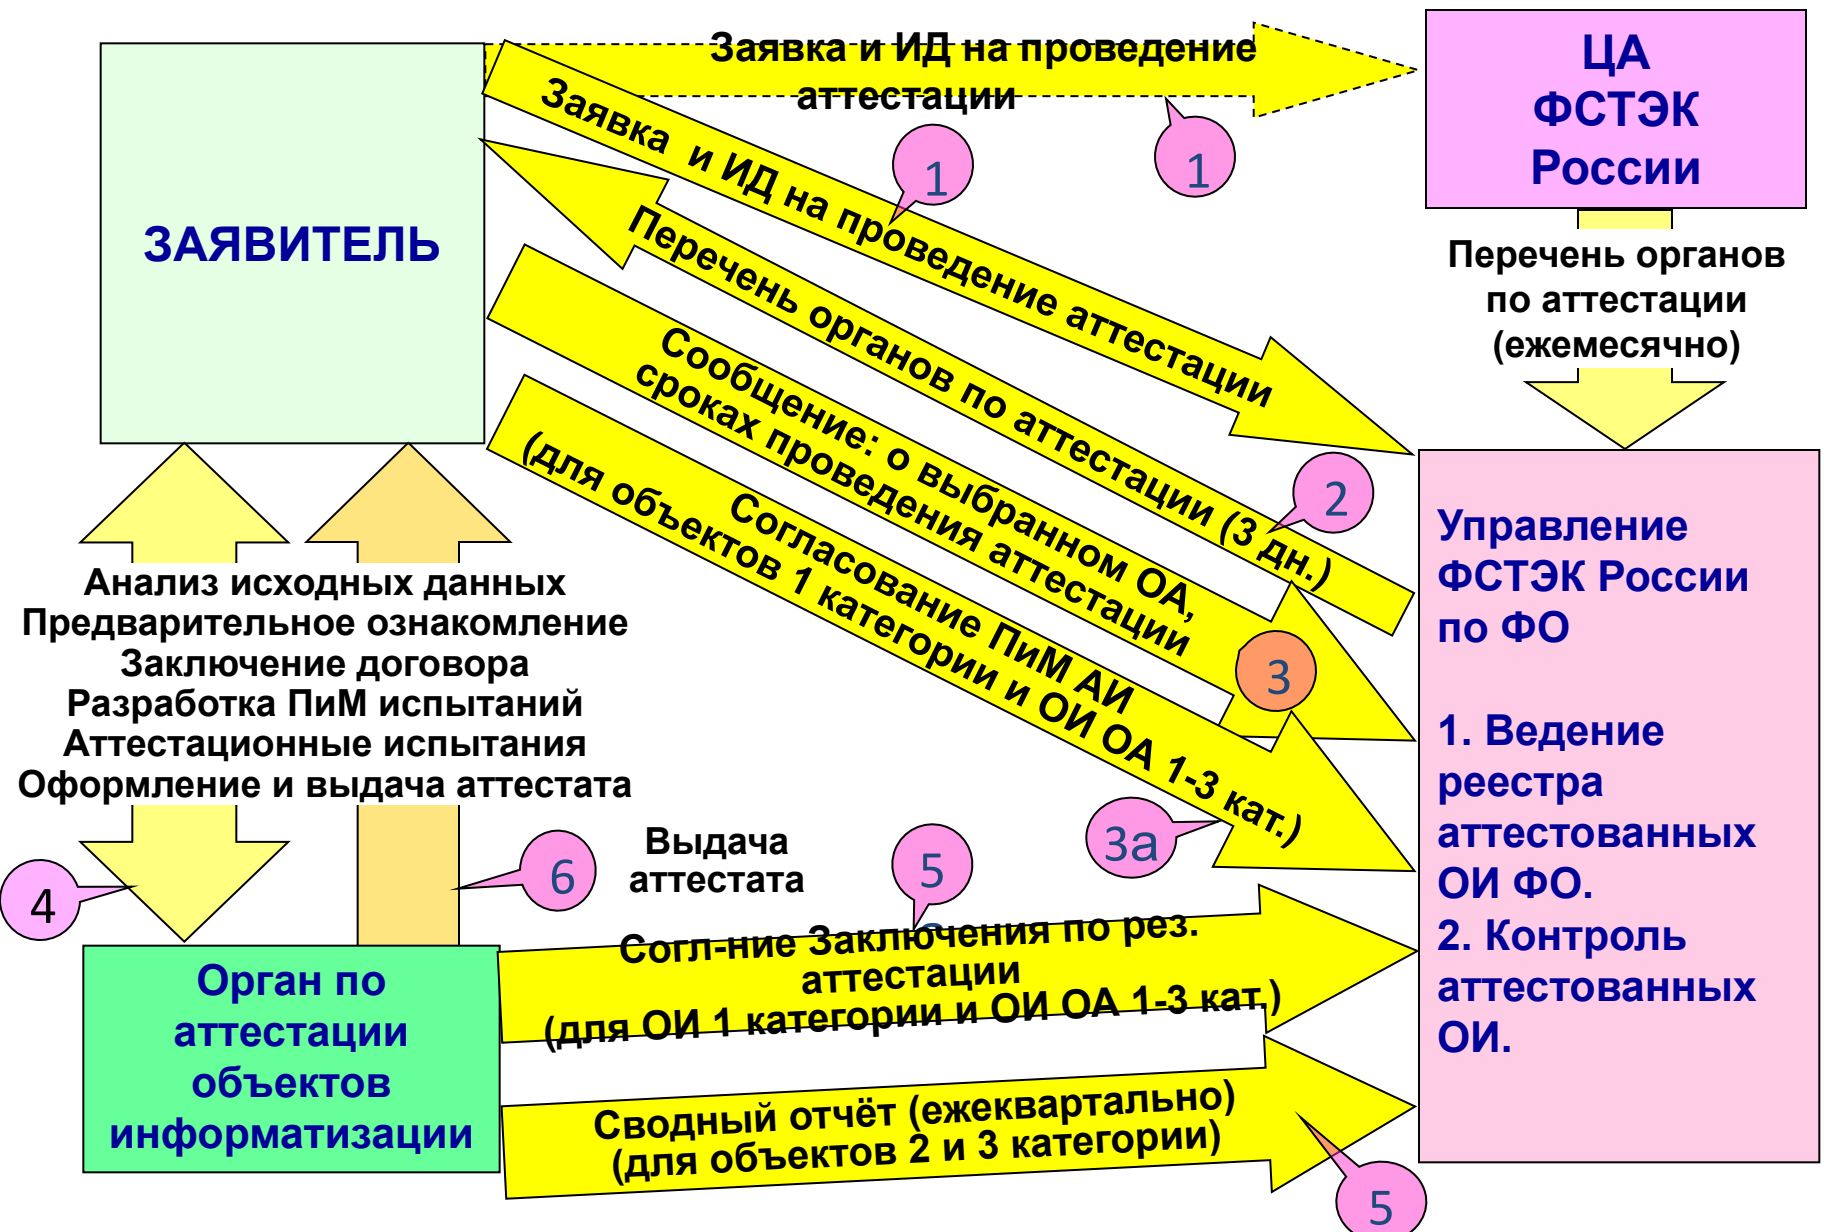 Заявка и ИД на проведение
аттестации
ЦА
ФСТЭК
России
ЗАЯВИТЕЛЬ
Заявка и ИД на проведение аттестации
1
1
Перечень органов
по аттестации
(ежемесячно)
Перечень органов по аттестации (3 дн.)
2
Сообщение: о выбранном ОА,
сроках проведения аттестации
3
Согласование ПиМ АИ
(для объектов 1 категории и ОИ ОА 1-3 кат.)
3а
Управление
ФСТЭК России
по ФО
1. Ведение
реестра
аттестованных
ОИ ФО.
2. Контроль
аттестованных
ОИ.
Анализ исходных данных
Предварительное ознакомление
Заключение договора
Разработка ПиМ испытаний
Аттестационные испытания
Оформление и выдача аттестата
4
6
Выдача
аттестата
5
Согл-ние Заключения по рез.
аттестации
(для ОИ 1 категории и ОИ ОА 1-3 кат.)
Орган по
аттестации
объектов
информатизации
Сводный отчёт (ежеквартально)
(для объектов 2 и 3 категории)
5